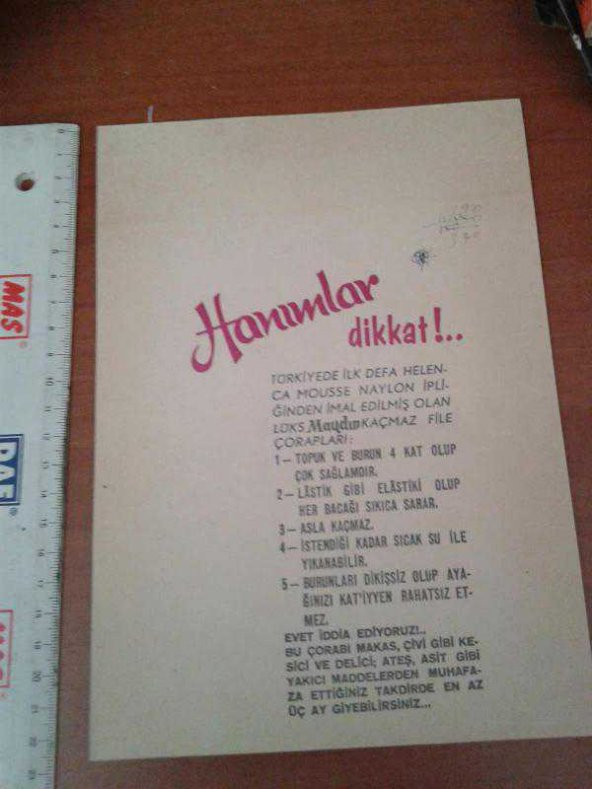 Hanımlar
dikkat!..
TÜRKİYEDE İLK DEFA HELEN-
CA MOUSSE NAYLON İPLİ-
ĞİNDEN İMAL EDİLMİŞ OLAN
LÜKS Maydın KAÇMAZ FİLE
ÇORAPLARI:
1— TOPUK VE BURUN 4 KAT OLUP
ÇOK SAĞLAMDIR.
2— LÂSTİK GİBİ ELÂSTİKİ OLUP
HER BACAĞI SIKICA SARAR.
3— ASLA KAÇMAZ.
4— İSTENDİĞİ KADAR SICAK SU İLE
YIKANABİLİR.
5— BURUNLARI DİKİŞSİZ OLUP AYA-
ĞINIZI KAT'İYYEN RAHATSIZ ET-
MEZ.
EVET İDDİA EDİYORUZ!..
BU ÇORABI MAKAS, ÇİVİ GİBİ KE-
SİCİ VE DELİCİ; ATEŞ, ASİT GİBİ
YAKICI MADDELERDEN MUHAFA-
ZA ETTİĞİNİZ TAKDİRDE EN AZ
ÜÇ AY GİYEBİLİRSİNİZ...
MAS
DAF